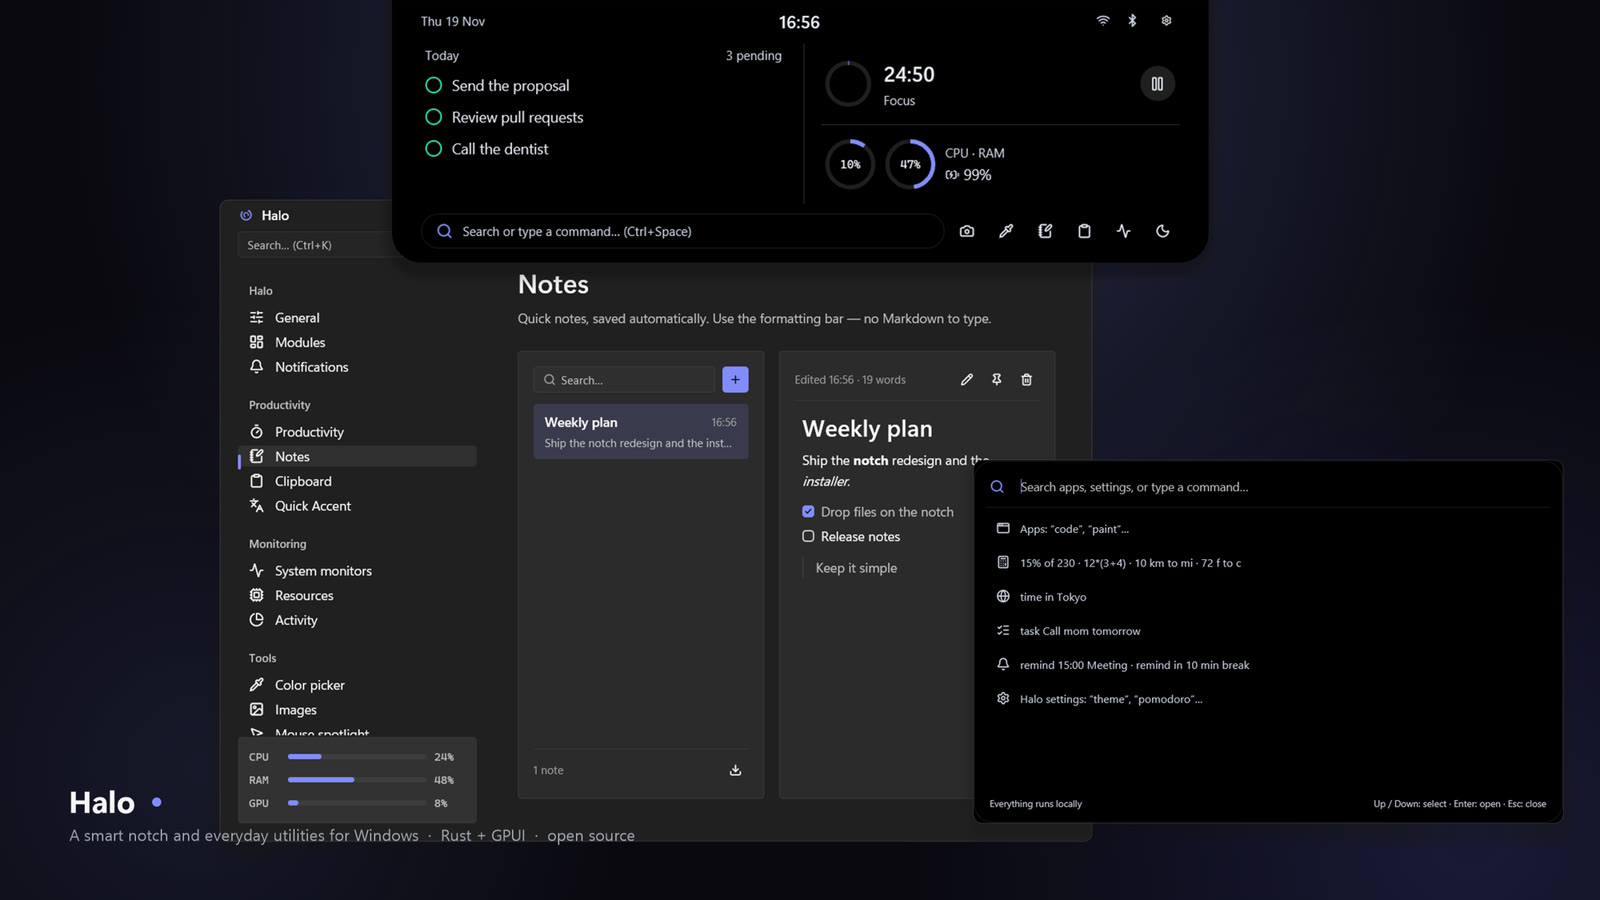 Thu 19 Nov
16:56
Today
3 pending
Send the proposal
Review pull requests
Call the dentist
24:50
Focus
10%
47%
CPU · RAM
99%
Search or type a command... (Ctrl+Space)
Halo
Search... (Ctrl+K)
Halo
General
Modules
Notifications
Productivity
Productivity
Notes
Clipboard
Quick Accent
Monitoring
System monitors
Resources
Activity
Tools
Color picker
Images
Mouse spotlight
CPU 24%
RAM 48%
GPU 8%
Notes
Quick notes, saved automatically. Use the formatting bar — no Markdown to type.
Search...
Weekly plan
16:56
Ship the notch redesign and the inst...
1 note
Edited 16:56 · 19 words
Weekly plan
Ship the notch redesign and the
installer.
Drop files on the notch
Release notes
Keep it simple
Search apps, settings, or type a command...
Apps: "code", "paint"...
15% of 230 · 12*(3+4) · 10 km to mi · 72 f to c
time in Tokyo
task Call mom tomorrow
remind 15:00 Meeting · remind in 10 min break
Halo settings: "theme", "pomodoro"...
Everything runs locally
Up / Down: select · Enter: open · Esc: close
Halo
A smart notch and everyday utilities for Windows · Rust + GPUI · open source